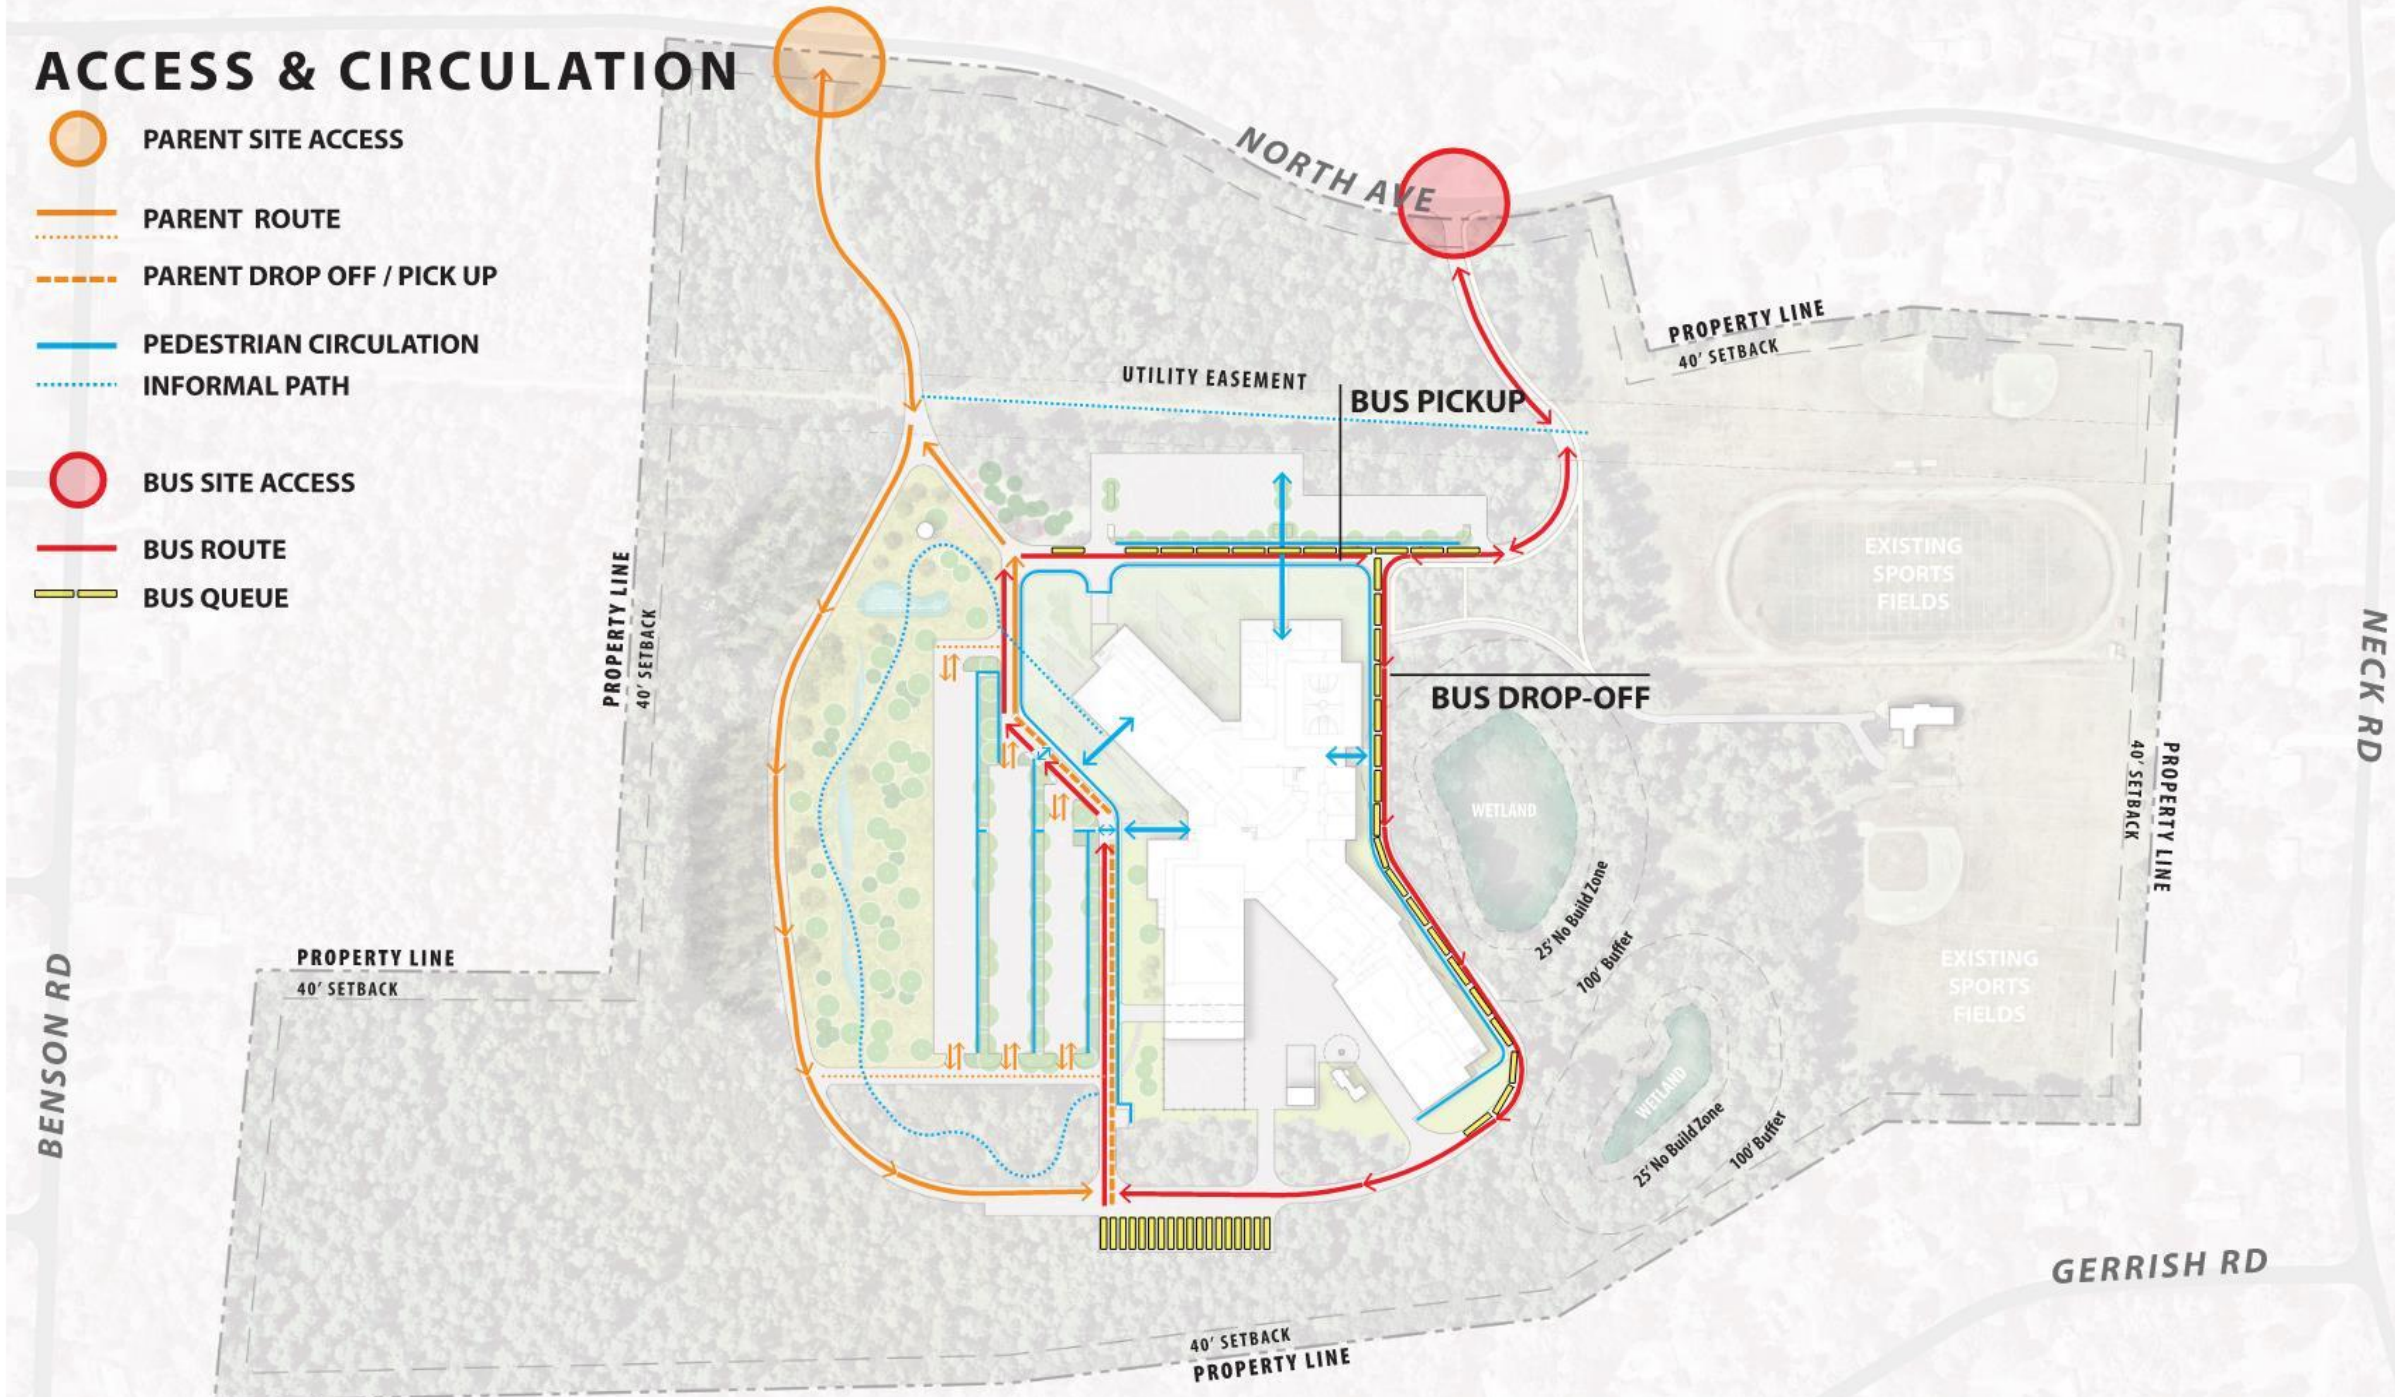 ACCESS & CIRCULATION
PARENT SITE ACCESS
PARENT ROUTE
PARENT DROP OFF / PICK UP
PEDESTRIAN CIRCULATION
INFORMAL PATH
BUS SITE ACCESS
BUS ROUTE
BUS QUEUE
NORTH AVE
PROPERTY LINE
40' SETBACK
UTILITY EASEMENT
BUS PICKUP
EXISTING
SPORTS
FIELDS
PROPERTY LINE
40' SETBACK
BUS DROP-OFF
NECK RD
WETLAND
25' No Build Zone
100' Buffer
40' SETBACK
PROPERTY LINE
PROPERTY LINE
40' SETBACK
BENSON RD
EXISTING
SPORTS
FIELDS
WETLAND
25' No Build Zone
100' Buffer
GERRISH RD
40' SETBACK
PROPERTY LINE